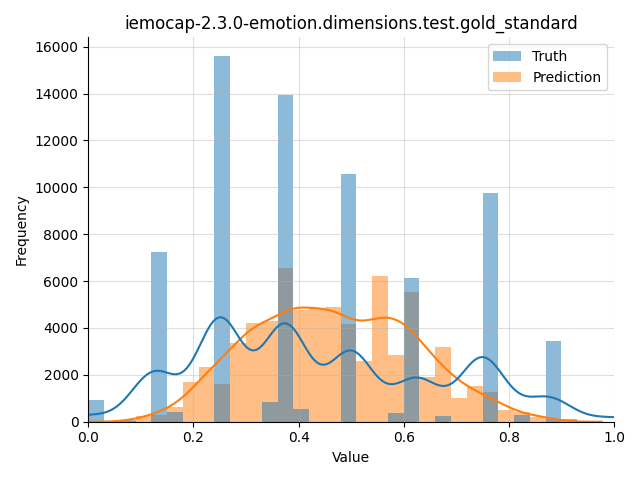 iemocap-2.3.0-emotion.dimensions.test.gold_standard
Truth
Prediction
Frequency
16000
14000
12000
10000
8000
6000
4000
2000
0
0.0 0.2 0.4 0.6 0.8 1.0
Value